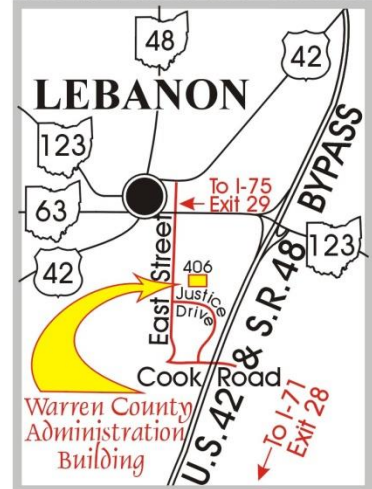 48
42
LEBANON
123
63
42
To I-75
Exit 29
123
East Street
406
Justice
Drive
U.S. 42 & S.R. 48 BYPASS
Cook Road
Warren County
Administration
Building
To I-71
Exit 28